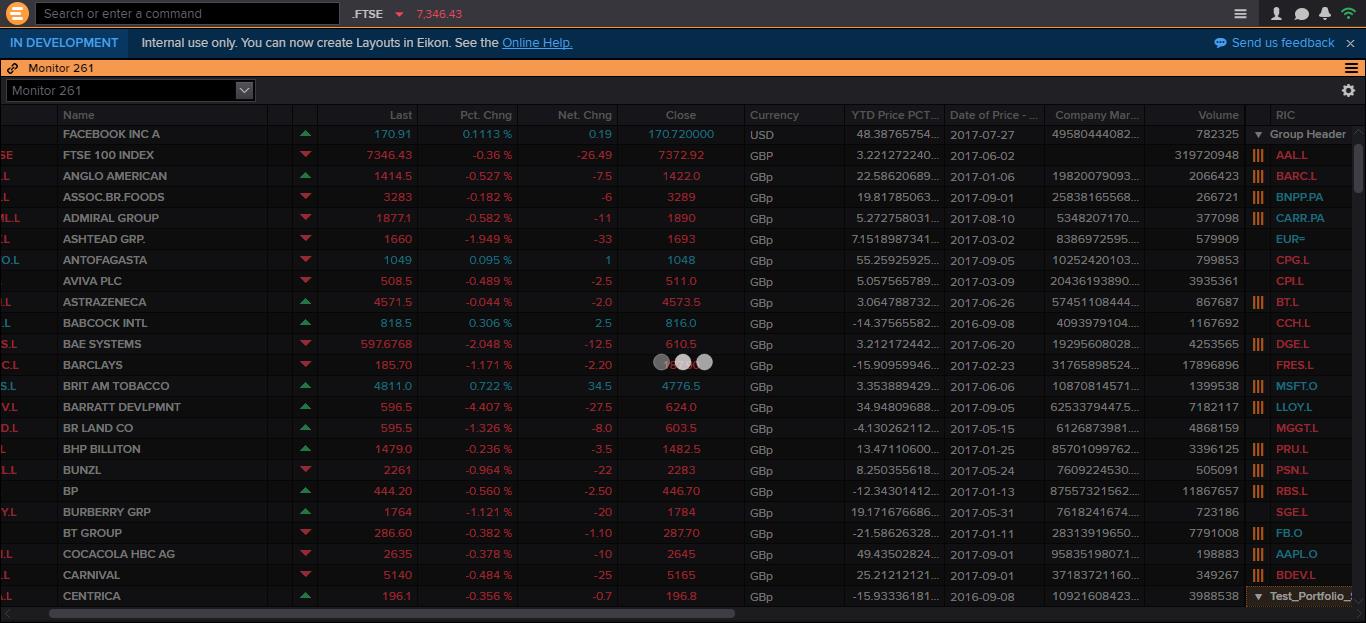 Search or enter a command .FTSE 7,346.43
IN DEVELOPMENT Internal use only. You can now create Layouts in Eikon. See the Online Help. Send us feedback
Monitor 261
Monitor 261
Name Last Pct. Chng Net. Chng Close Currency YTD Price PCT... Date of Price - ... Company Mar... Volume RIC
FACEBOOK INC A 170.91 0.1113 % 0.19 170.720000 USD 48.38765754... 2017-07-27 49580444082... 782325 Group Header
SE FTSE 100 INDEX 7346.43 -0.36 % -26.49 7372.92 GBP 3.221272240... 2017-06-02 319720948 AAL.L
.L ANGLO AMERICAN 1414.5 -0.527 % -7.5 1422.0 GBp 22.58620689... 2017-01-06 19820079093... 2066423 BARC.L
.L ASSOC.BR.FOODS 3283 -0.182 % -6 3289 GBp 19.81785063... 2017-09-01 25838165568... 266721 BNPP.PA
ML.L ADMIRAL GROUP 1877.1 -0.582 % -11 1890 GBp 5.272758031... 2017-08-10 5348207170.... 377098 CARR.PA
.L ASHTEAD GRP. 1660 -1.949 % -33 1693 GBp 7.1518987341... 2017-03-02 8386972595.... 579909 EUR=
O.L ANTOFAGASTA 1049 0.095 % 1 1048 GBp 55.25925925... 2017-09-05 10252420103... 799853 CPG.L
AVIVA PLC 508.5 -0.489 % -2.5 511.0 GBp 5.057565789... 2017-03-09 20436193890.... 3935361 CPI.L
.L ASTRAZENECA 4571.5 -0.044 % -2.0 4573.5 GBp 3.064788732... 2017-06-26 57451108444... 867687 BT.L
.L BABCOCK INTL 818.5 0.306 % 2.5 816.0 GBp -14.37565582... 2016-09-08 4093979104.... 1167692 CCH.L
S.L BAE SYSTEMS 597.6768 -2.048 % -12.5 610.5 GBp 3.212172442... 2017-06-20 19295608028... 4253565 DGE.L
C.L BARCLAYS 185.70 -1.171 % -2.20 GBp -15.90959946... 2017-02-23 31765898524... 17896896 FRES.L
S.L BRIT AM TOBACCO 4811.0 0.722 % 34.5 4776.5 GBp 3.353889429... 2017-06-06 10870814571... 1399538 MSFT.O
V.L BARRATT DEVLPMNT 596.5 -4.407 % -27.5 624.0 GBp 34.94809688... 2017-09-05 6253379447.5... 7182117 LLOY.L
D.L BR LAND CO 595.5 -1.326 % -8.0 603.5 GBp -4.130262112... 2017-05-15 6126873981.... 4868159 MGGT.L
L BHP BILLITON 1479.0 -0.236 % -3.5 1482.5 GBp 13.47110600... 2017-01-25 85701099762... 3396125 PRU.L
L.L BUNZL 2261 -0.964 % -22 2283 GBp 8.250355618... 2017-05-24 7609224530.... 505091 PSN.L
BP 444.20 -0.560 % -2.50 446.70 GBp -12.34301412... 2017-01-13 87557321562.... 11867657 RBS.L
Y.L BURBERRY GRP 1764 -1.121 % -20 1784 GBp 19.171676686... 2017-05-31 7618241674.... 723186 SGE.L
BT GROUP 286.60 -0.382 % -1.10 287.70 GBp -21.58626328... 2017-01-11 28313919650... 7791008 FB.O
.L COCACOLA HBC AG 2635 -0.378 % -10 2645 GBp 49.43502824... 2017-09-01 9583519807.1... 198883 AAPL.O
.L CARNIVAL 5140 -0.484 % -25 5165 GBp 25.21212121... 2017-09-01 37183721160... 349267 BDEV.L
.L CENTRICA 196.1 -0.356 % -0.7 196.8 GBp -15.93336181... 2016-09-08 10921608423... 3988538 Test_Portfolio_